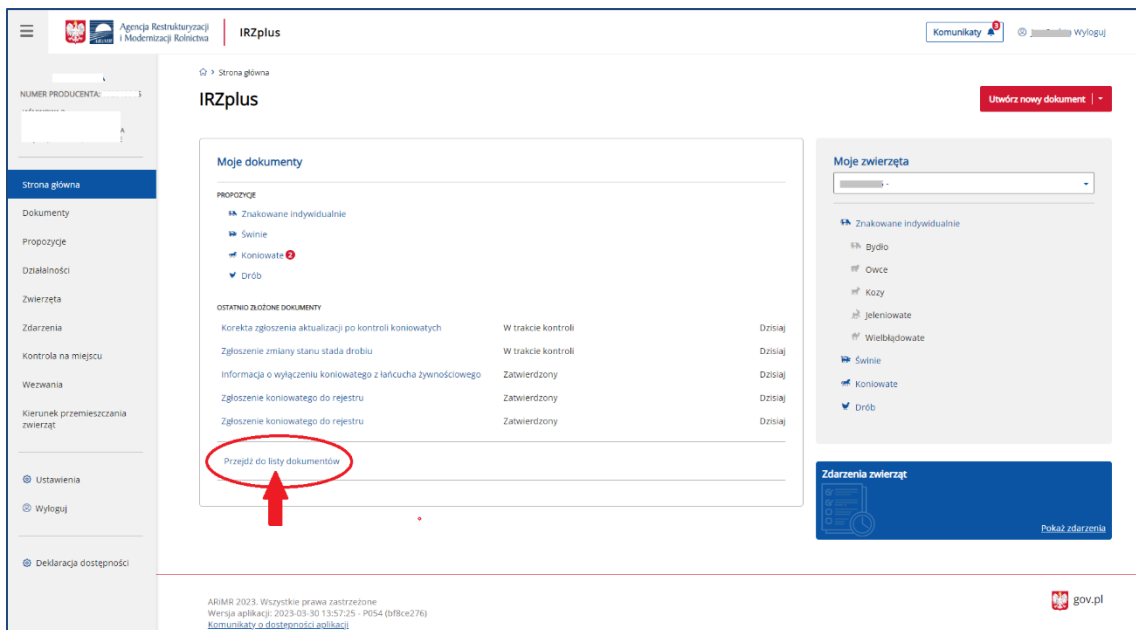 Agencja Restrukturyzacji
i Modernizacji Rolnictwa
IRZplus
Komunikaty 3
Wyloguj
NUMER PRODUCENTA:
Strona główna
Dokumenty
Propozycje
Działalności
Zwierzęta
Zdarzenia
Kontrola na miejscu
Wezwania
Kierunek przemieszczania
zwierząt
Ustawienia
Wyloguj
Deklaracja dostępności
Strona główna
IRZplus
Utwórz nowy dokument
Moje dokumenty
PROPOZYCJE
Znakowane indywidualnie
Świnie
Koniowate 2
Drób
OSTATNIO ZŁOŻONE DOKUMENTY
Korekta zgłoszenia aktualizacji po kontroli koniowatych W trakcie kontroli Dzisiaj
Zgłoszenie zmiany stanu stada drobiu W trakcie kontroli Dzisiaj
Informacja o wyłączeniu koniowatego z łańcucha żywnościowego Zatwierdzony Dzisiaj
Zgłoszenie koniowatego do rejestru Zatwierdzony Dzisiaj
Zgłoszenie koniowatego do rejestru Zatwierdzony Dzisiaj
Przejdź do listy dokumentów
Moje zwierzęta
Znakowane indywidualnie
Bydło
Owce
Kozy
Jeleniowate
Wielbłądowate
Świnie
Koniowate
Drób
Zdarzenia zwierząt
Pokaż zdarzenia
ARiMR 2023. Wszystkie prawa zastrzeżone
Wersja aplikacji: 2023-03-30 13:57:25 - P054 (bf8ce276)
Komunikaty o dostępności aplikacji
gov.pl